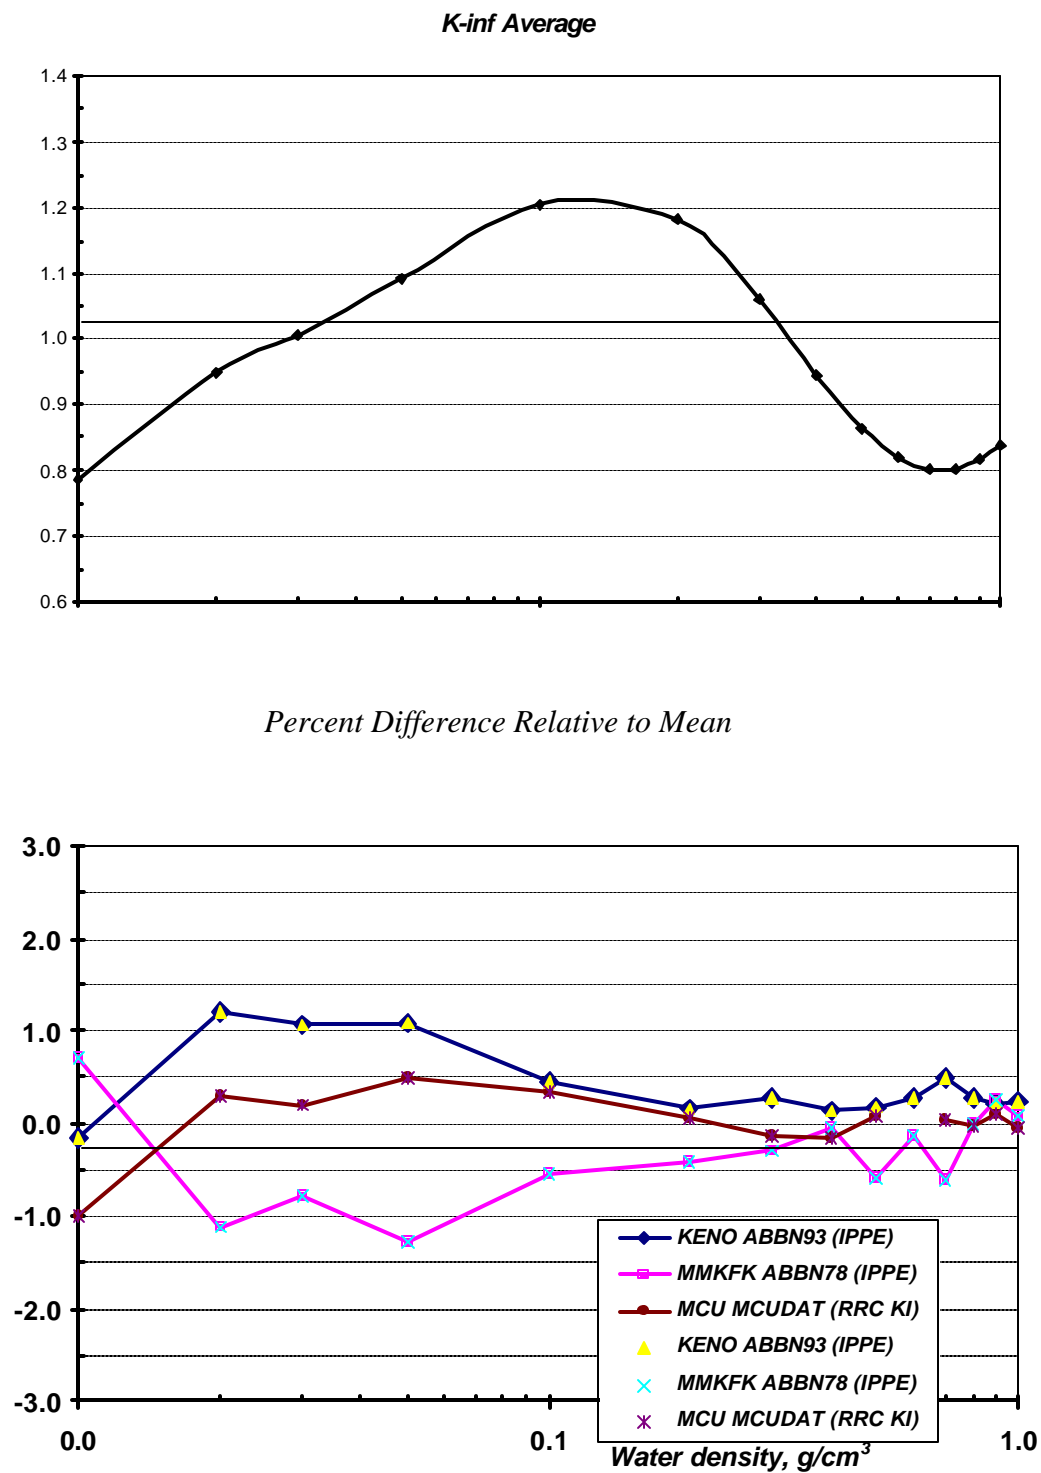 K-inf Average
1.4
1.3
1.2
1.1
1.0
0.9
0.8
0.7
0.6
Percent Difference Relative to Mean
3.0
2.0
1.0
0.0
-1.0
-2.0
-3.0
KENO ABBN93 (IPPE)
MMKFK ABBN78 (IPPE)
MCU MCUDAT (RRC KI)
KENO ABBN93 (IPPE)
MMKFK ABBN78 (IPPE)
MCU MCUDAT (RRC KI)
0.0 0.1 1.0
Water density, g/cm³